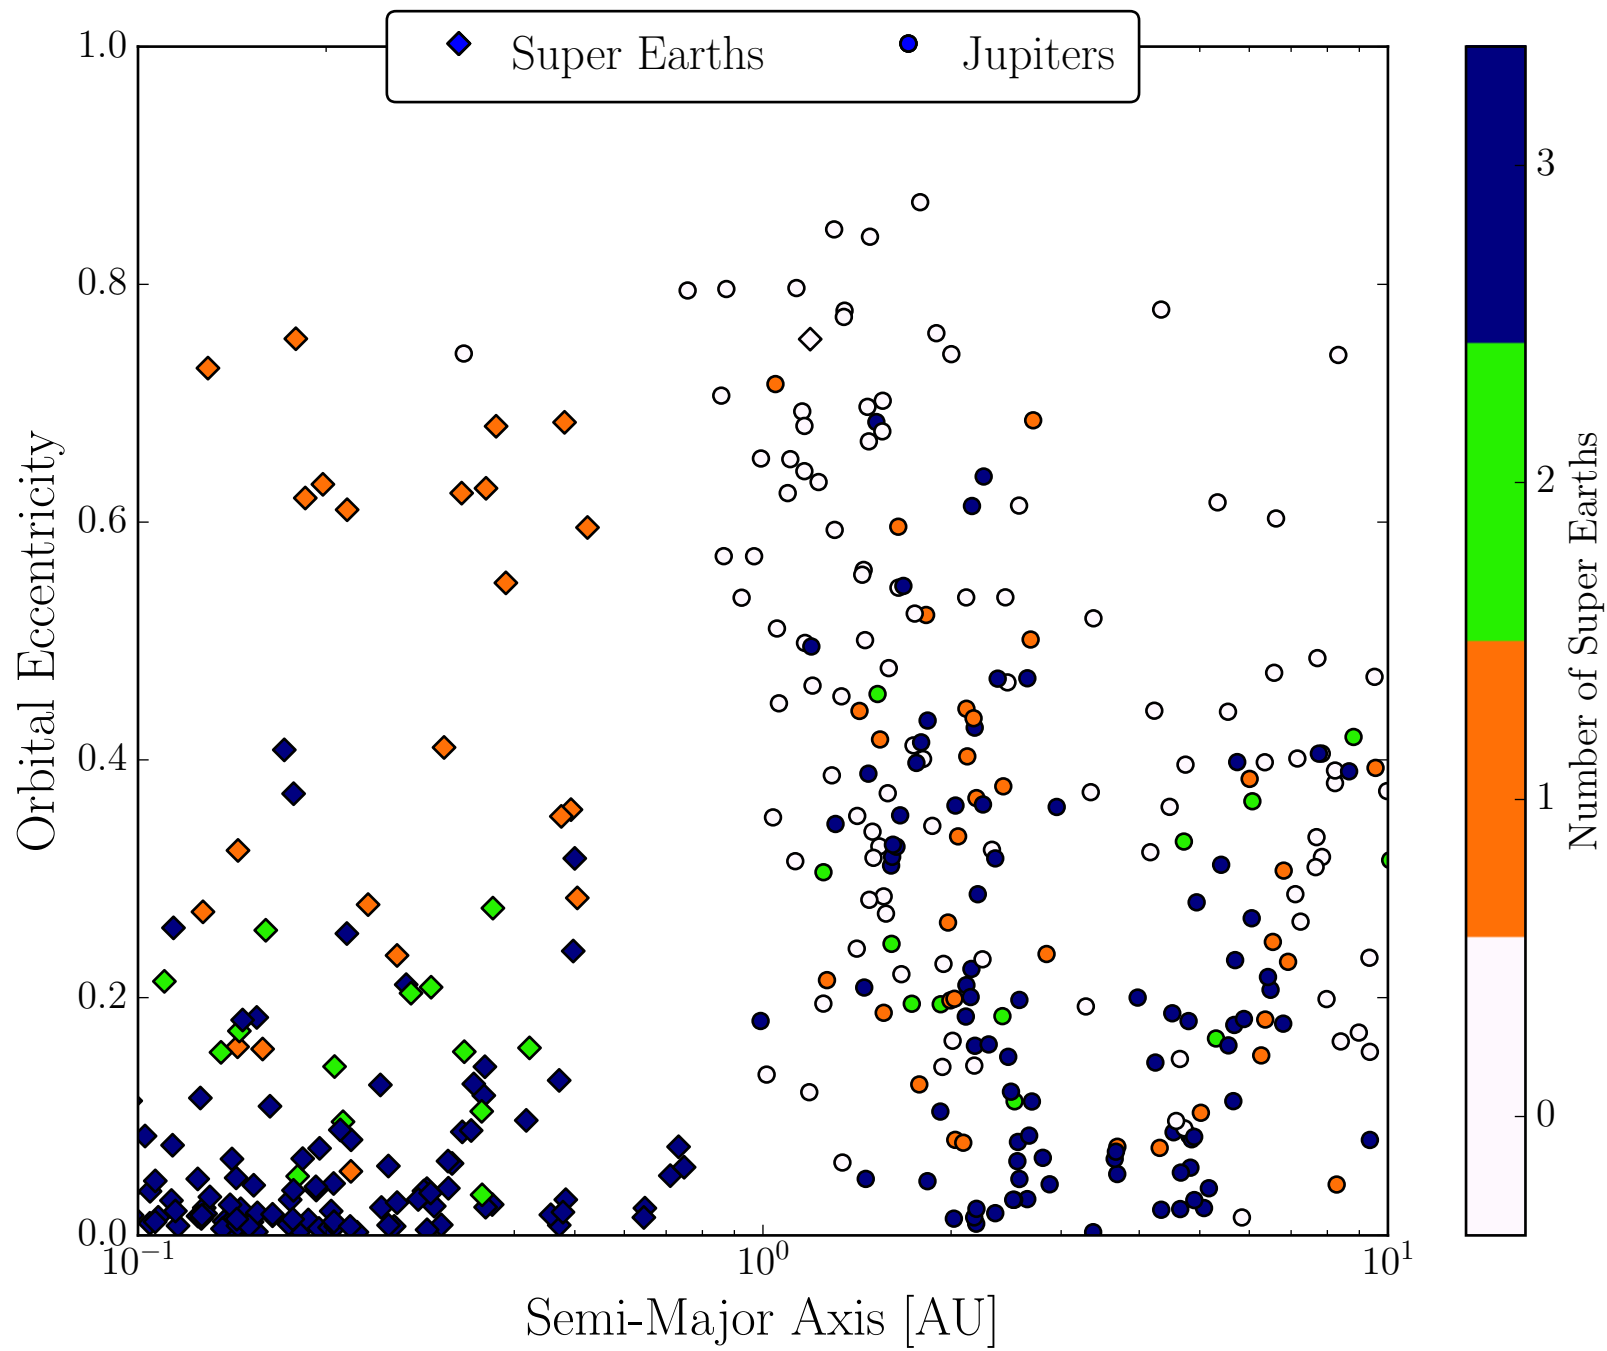 Super Earths
Jupiters
1.0
0.8
0.6
0.4
0.2
0.0
10⁻¹
10⁰
10¹
Semi-Major Axis [AU]
Orbital Eccentricity
3
2
1
0
Number of Super Earths